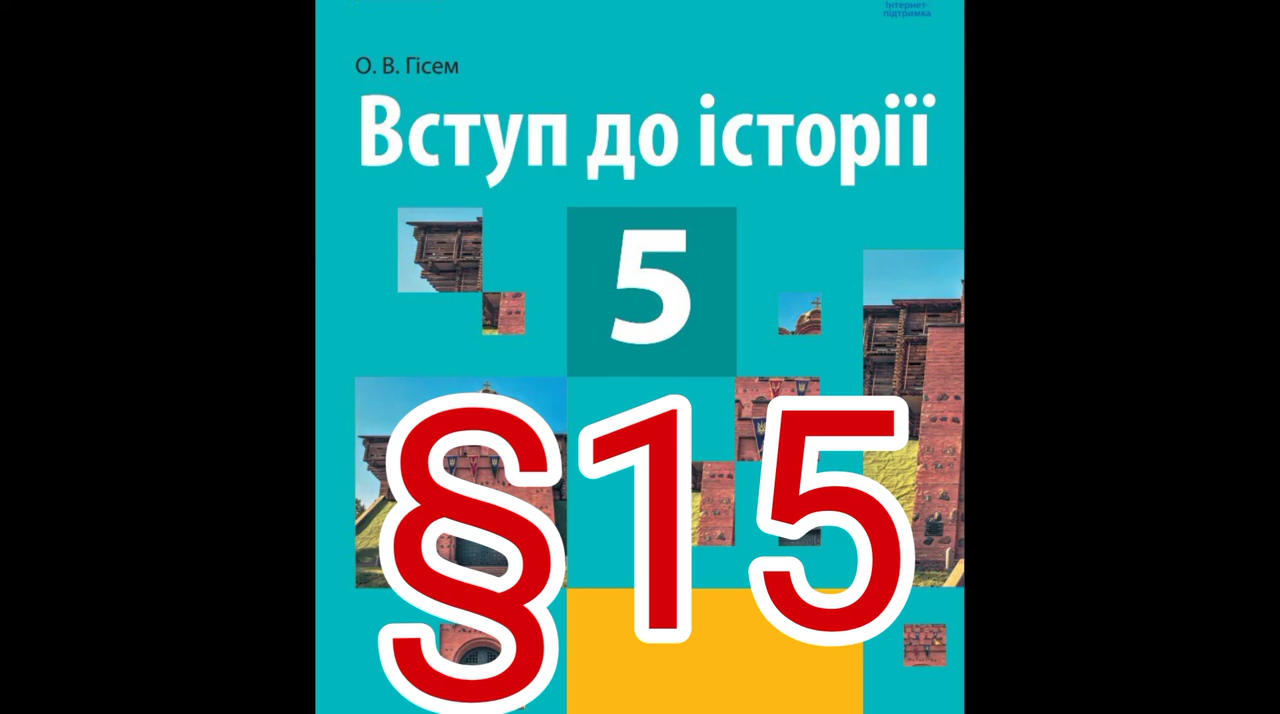 Інтернет-
підтримка
О. В. Гісем
Вступ до історії
5
§15